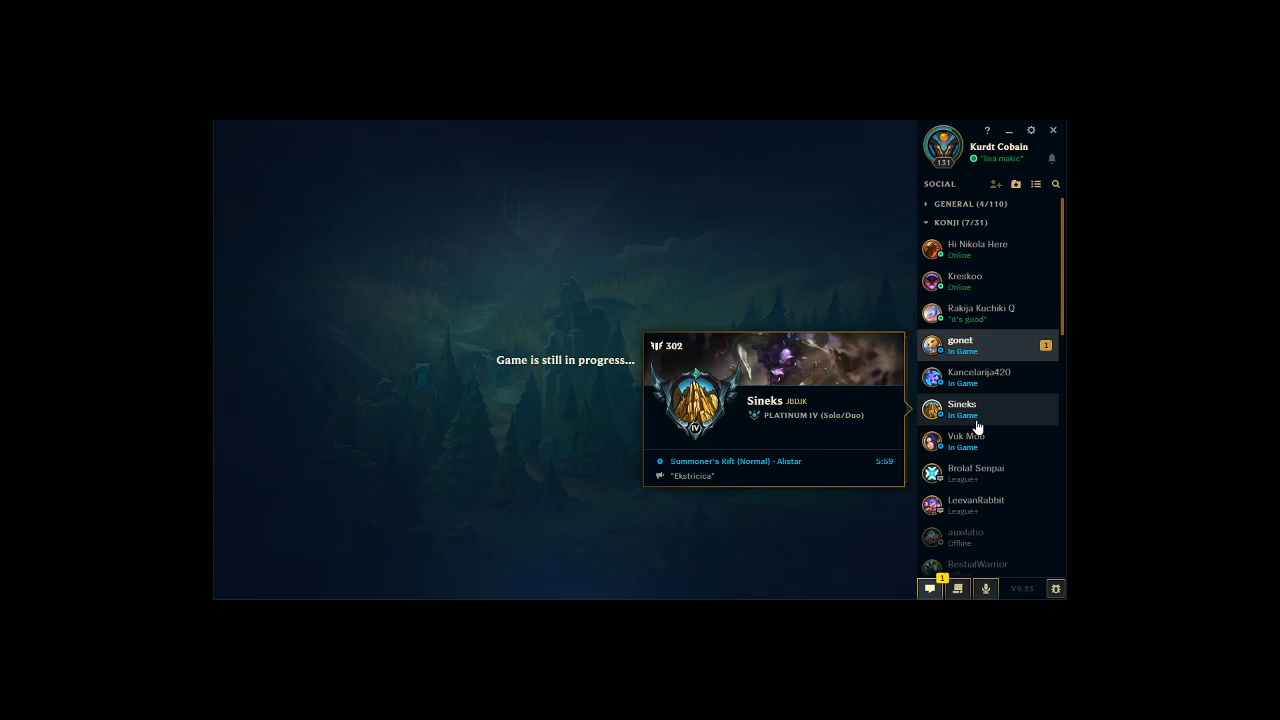 ?
Kurdt Cobain
"lisa makic"
131
SOCIAL
GENERAL (4/110)
KONJI (7/31)
Hi Nikola Here
Online
Kreskoo
Online
Rakija Kuchiki Q
"it's good"
gonet
In Game
1
Kancelarija420
In Game
Sineks
In Game
Vuk Mob
In Game
Brolaf Senpai
League+
LeevanRabbit
League+
auxilatio
Offline
BestialWarrior
1
V9.23
Game is still in progress...
302
Sineks JBDJK
PLATINUM IV (Solo/Duo)
IV
Summoner's Rift (Normal) - Alistar 5:59
"Ekstricica"